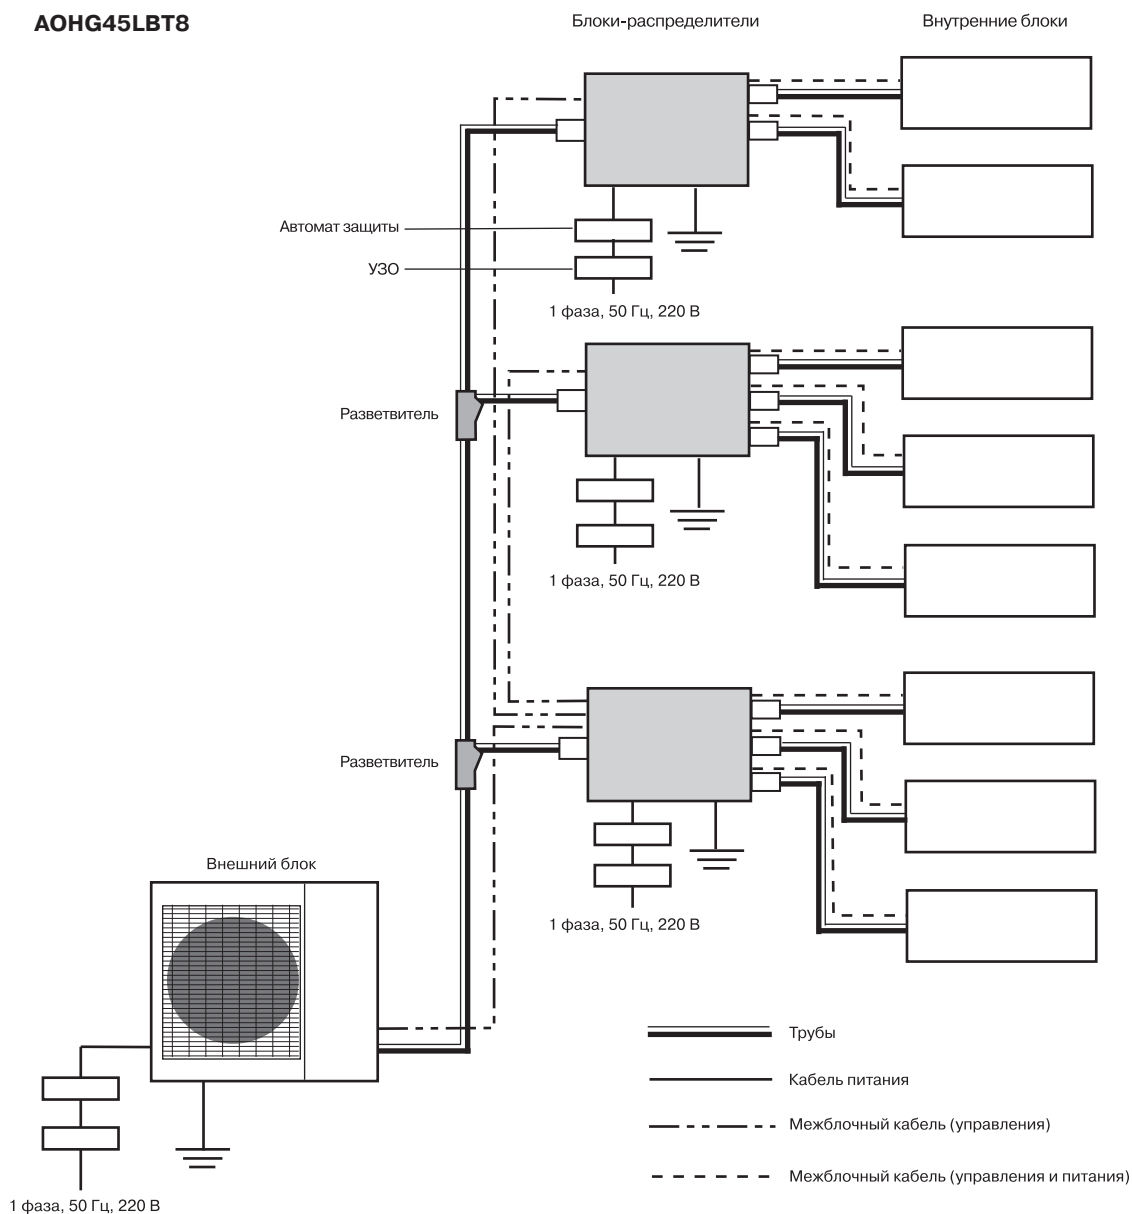 AOHG45LBT8
Блоки-распределители
Внутренние блоки
Автомат защиты
УЗО
1 фаза, 50 Гц, 220 В
Разветвитель
1 фаза, 50 Гц, 220 В
Разветвитель
1 фаза, 50 Гц, 220 В
Внешний блок
Трубы
Кабель питания
Межблочный кабель (управления)
Межблочный кабель (управления и питания)
1 фаза, 50 Гц, 220 В